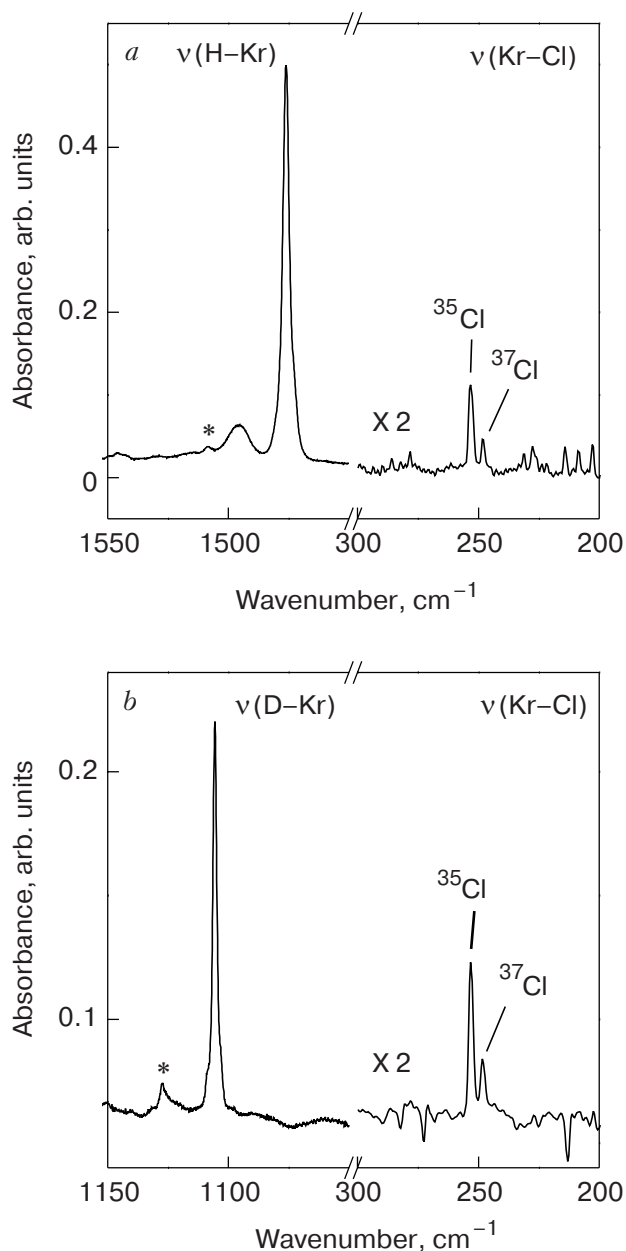 a ν(H–Kr) ν(Kr–Cl)
0.4
³⁵Cl
0.2
³⁷Cl
X 2
*
0
1550 1500 300 250 200
Wavenumber, cm⁻¹
Absorbance, arb. units
b ν(D–Kr) ν(Kr–Cl)
0.2
³⁵Cl
³⁷Cl
0.1
X 2
*
1150 1100 300 250 200
Wavenumber, cm⁻¹
Absorbance, arb. units